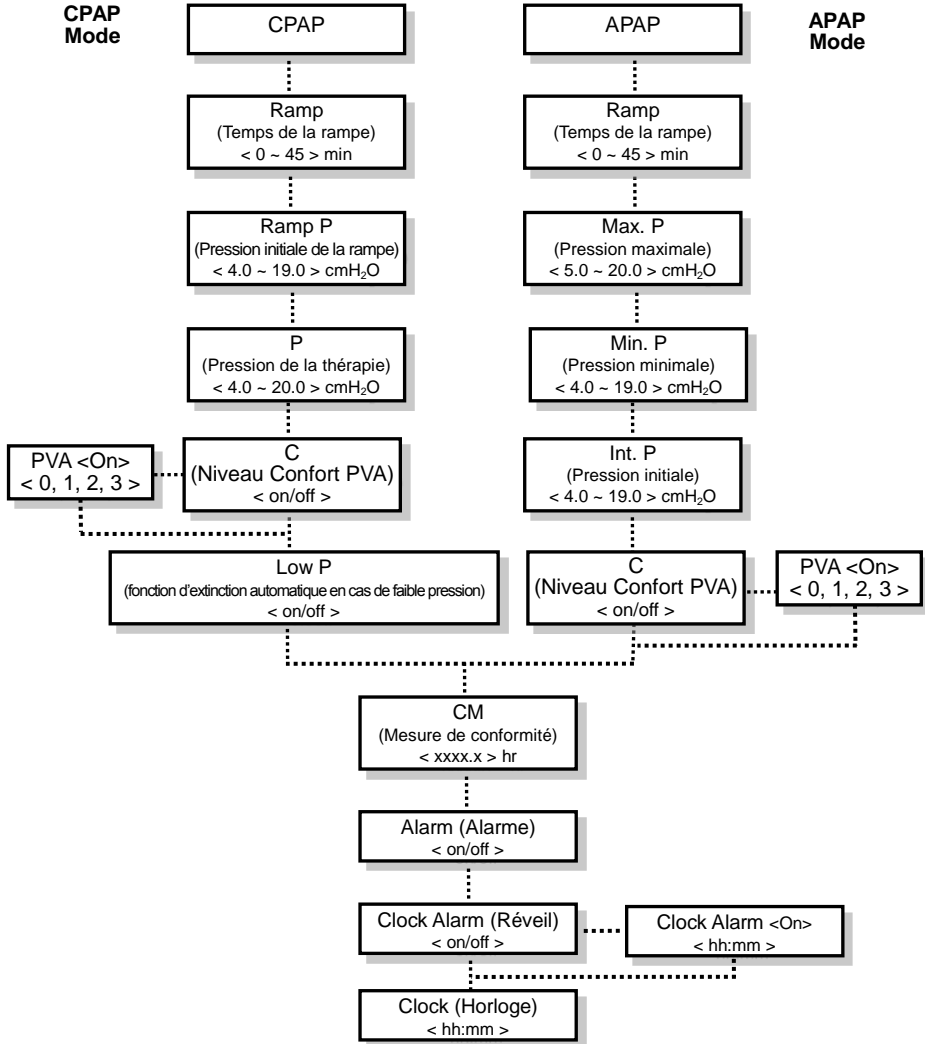 CPAP
Mode
CPAP
APAP
APAP
Mode
Ramp
(Temps de la rampe)
< 0 ~ 45 > min
Ramp
(Temps de la rampe)
< 0 ~ 45 > min
Ramp P
(Pression initiale de la rampe)
< 4.0 ~ 19.0 > cmH₂O
Max. P
(Pression maximale)
< 5.0 ~ 20.0 > cmH₂O
P
(Pression de la thérapie)
< 4.0 ~ 20.0 > cmH₂O
Min. P
(Pression minimale)
< 4.0 ~ 19.0 > cmH₂O
PVA <On>
< 0, 1, 2, 3 >
C
(Niveau Confort PVA)
< on/off >
Int. P
(Pression initiale)
< 4.0 ~ 19.0 > cmH₂O
Low P
(fonction d'extinction automatique en cas de faible pression)
< on/off >
C
(Niveau Confort PVA)
< on/off >
PVA <On>
< 0, 1, 2, 3 >
CM
(Mesure de conformité)
< xxxx.x > hr
Alarm (Alarme)
< on/off >
Clock Alarm (Réveil)
< on/off >
Clock Alarm <On>
< hh:mm >
Clock (Horloge)
< hh:mm >